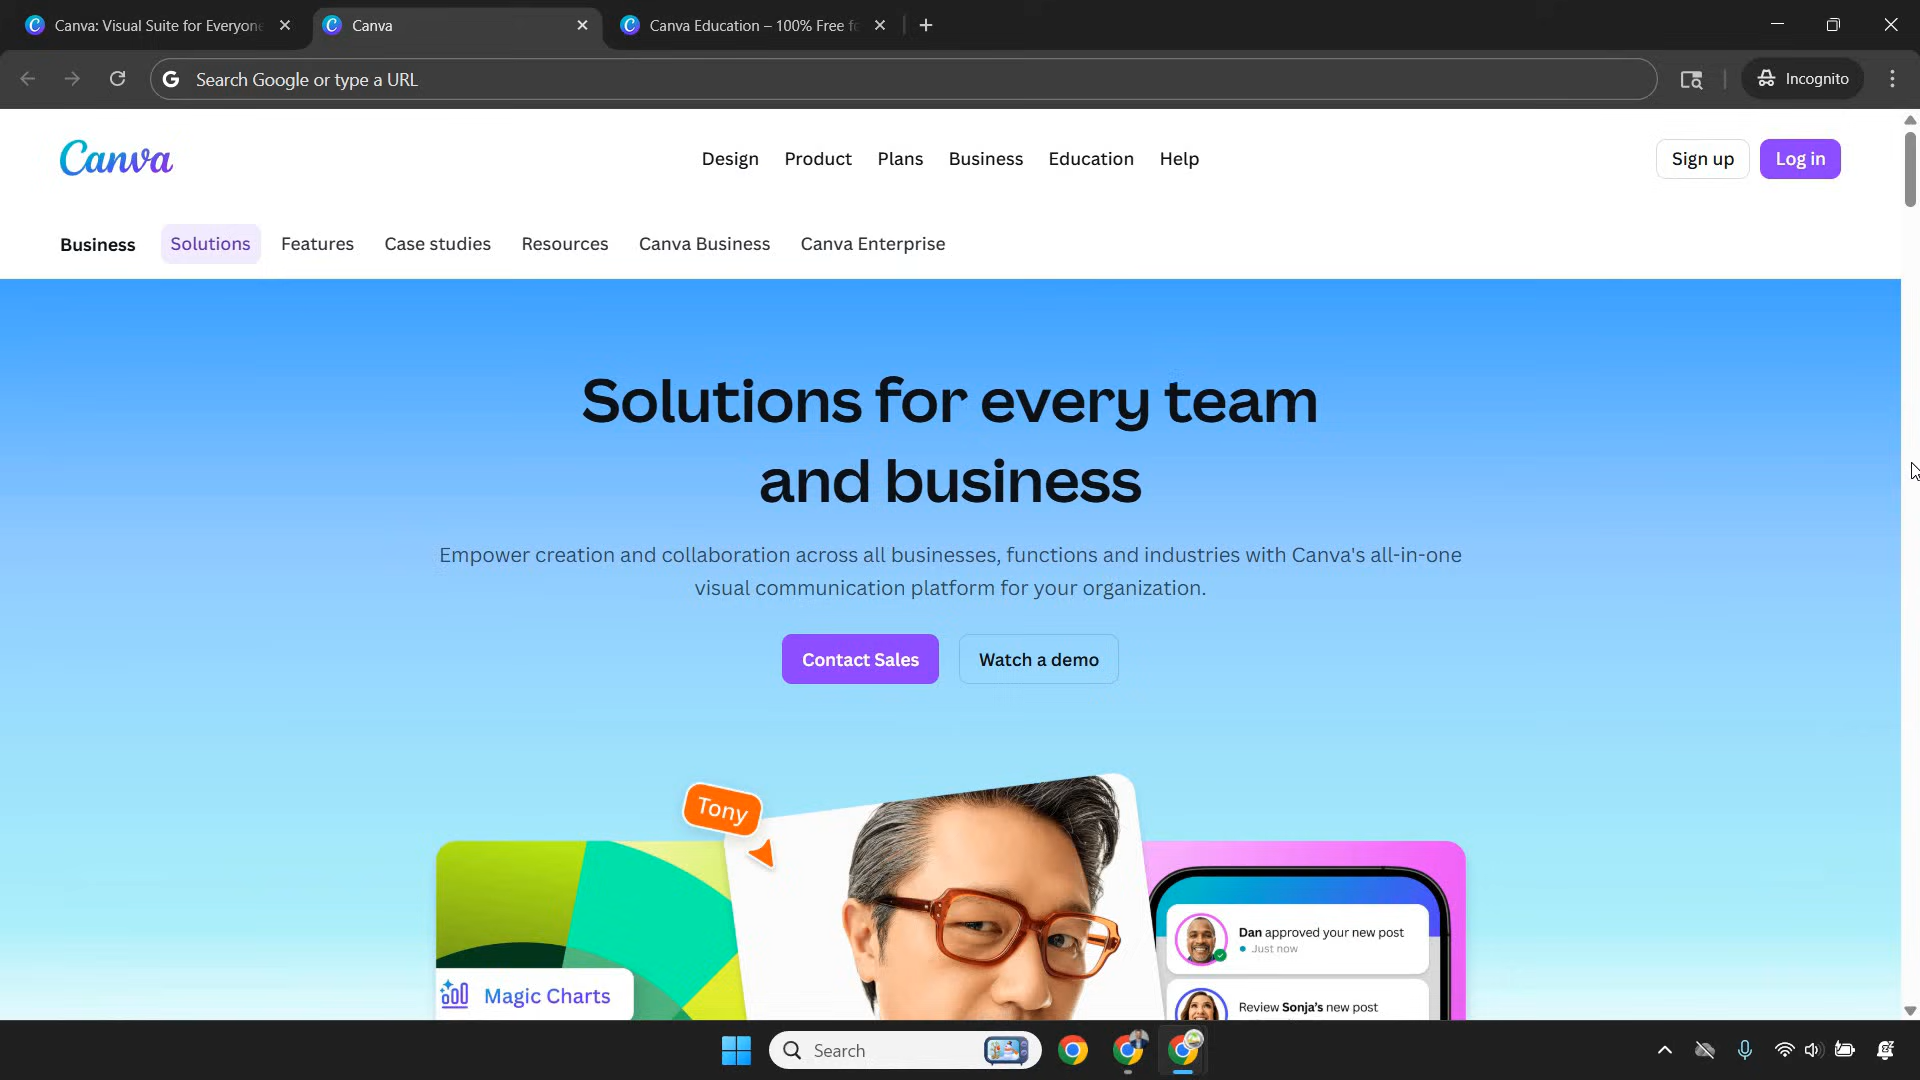 Canva: Visual Suite for Everyone
Canva
Canva Education – 100% Free fo
Search Google or type a URL
Incognito
Canva
Design
Product
Plans
Business
Education
Help
Sign up
Log in
Business
Solutions
Features
Case studies
Resources
Canva Business
Canva Enterprise
Solutions for every team
and business
Empower creation and collaboration across all businesses, functions and industries with Canva's all-in-one
visual communication platform for your organization.
Contact Sales
Watch a demo
Tony
Magic Charts
Dan approved your new post
Just now
Review Sonja's new post
Search